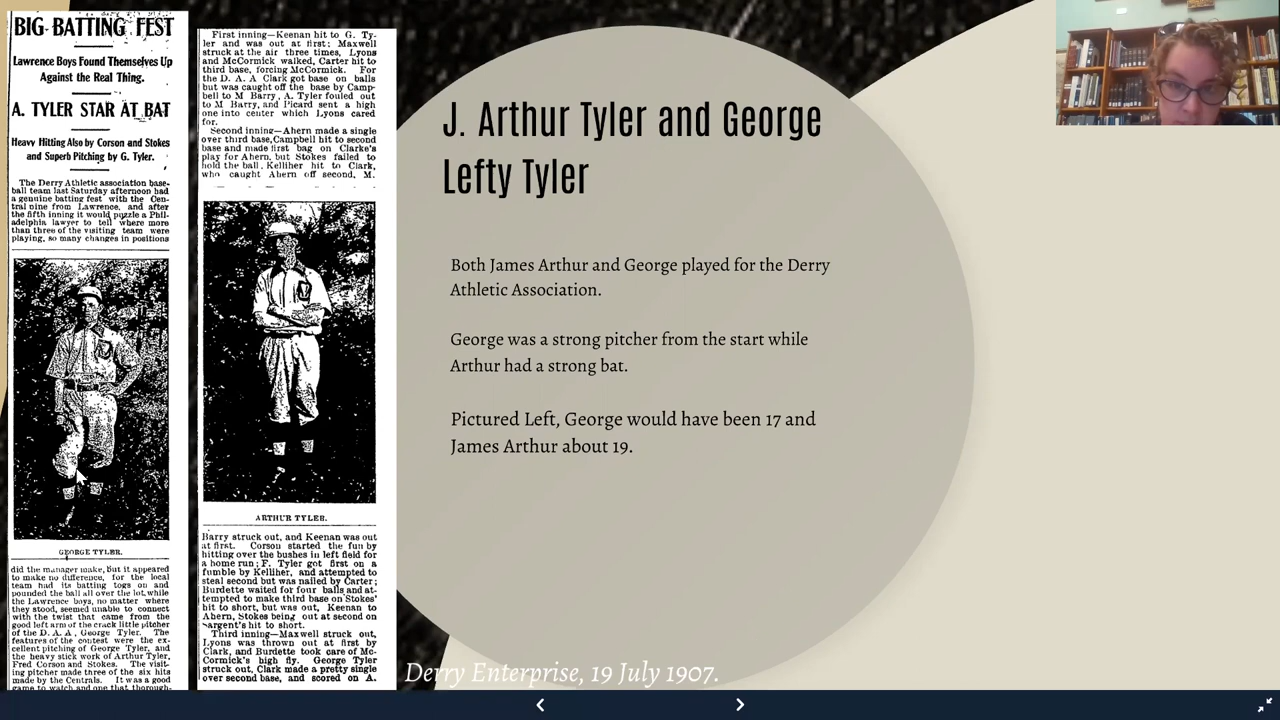 BIG BATTING FEST
Lawrence Boys Found Themselves Up
Against the Real Thing.
A. TYLER STAR AT BAT
Heavy Hitting Also by Corson and Stokes
and Superb Pitching by G. Tyler.
The Derry Athletic association base-
ball team last Saturday afternoon had
a genuine batting fest with the Cen-
tral nine from Lawrence, and after
the fifth inning it would puzzle a Phil-
adelphia lawyer to tell where more
than three of the visiting team were
playing, so many changes in positions
GEORGE TYLER.
did the manager make, but it appeared
to make no difference, for the local
team had its batting togs on and
pounded the ball all over the lot, while
the Lawrence boys, no matter where
they stood, seemed unable to connect
with the twist that came from the
good left arm of the crack little pitcher
of the D. A. A., George Tyler. The
features of the contest were the ex-
cellent pitching of George Tyler, and
the heavy stick work of Arthur Tyler,
Fred Corson and Stokes. The visit-
ing pitcher made three of the six hits
made by the Centrals. It was a good
game to watch and one that thorough-
First inning—Keenan hit to G. Ty-
ler and was out at first; Maxwell
struck at the air three times, Lyons
and McCormick walked, Carter hit to
third base, forcing McCormick. For
the D. A. A Clark got base on balls
but was caught off the base by Camp-
bell to M Barry, A. Tyler fouled out
to M Barry, and Picard sent a high
one into center which Lyons cared
for.
Second inning—Ahern made a single
over third base, Campbell hit to second
base and made first bag on Clarke's
play for Ahern, but Stokes failed to
hold the ball. Kelliher hit to Clark,
who caught Ahern off second, M.
ARTHUR TYLER.
Barry struck out, and Keenan was out
at first. Corson started the fun by
hitting over the bushes in left field for
a home run; F. Tyler got first on a
fumble by Kelliher, and attempted to
steal second but was nailed by Carter;
Burdette waited for four balls and at-
tempted to make third base on Stokes'
hit to short, but was out, Keenan to
Ahern, Stokes being out at second on
Sargent's hit to short.
Third inning—Maxwell struck out,
Lyons was thrown out at first by
Clark, and Burdette took care of Mc-
Cormick's high fly. George Tyler
struck out, Clark made a pretty single
over second base, and scored on A.
J. Arthur Tyler and George
Lefty Tyler
Both James Arthur and George played for the Derry
Athletic Association.
George was a strong pitcher from the start while
Arthur had a strong bat.
Pictured Left, George would have been 17 and
James Arthur about 19.
Derry Enterprise, 19 July 1907.